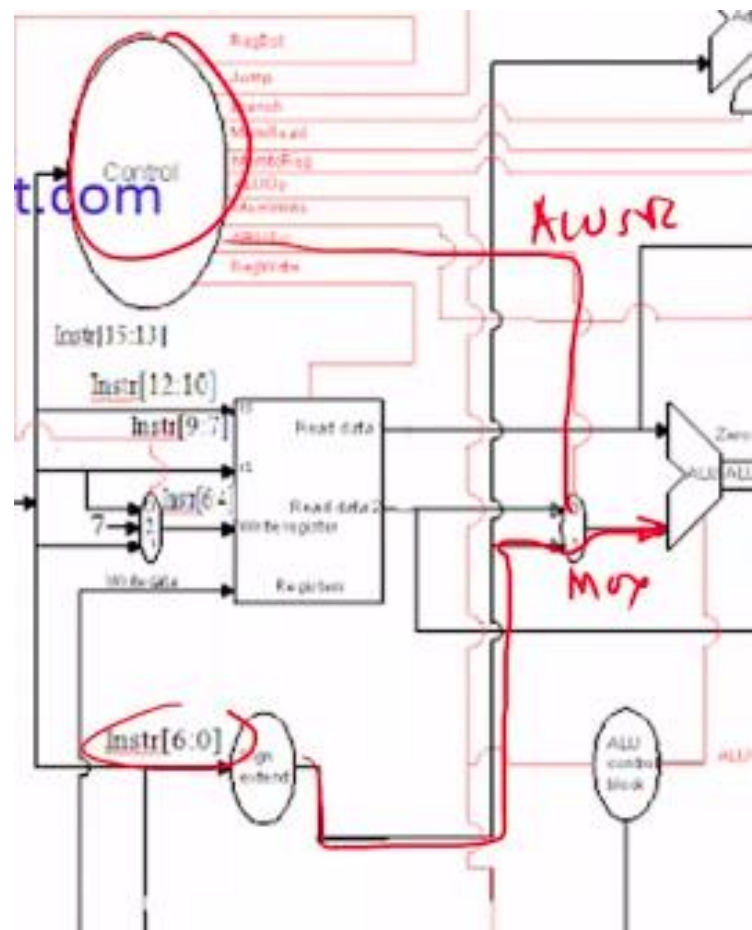 RegDst
Jump
Branch
MemRead
MemtoReg
ALUOp
MemWrite
Control
t.com
ALUSrc
RegWrite
Instr[15:13]
Instr[12:10]
Instr[9:7]
Read data
Zero
ALU
ALU
Instr[6:4
Read data 2
7
Write register
Mux
Write data
Registers
Instr[6:0]
extend
ALU
control
block